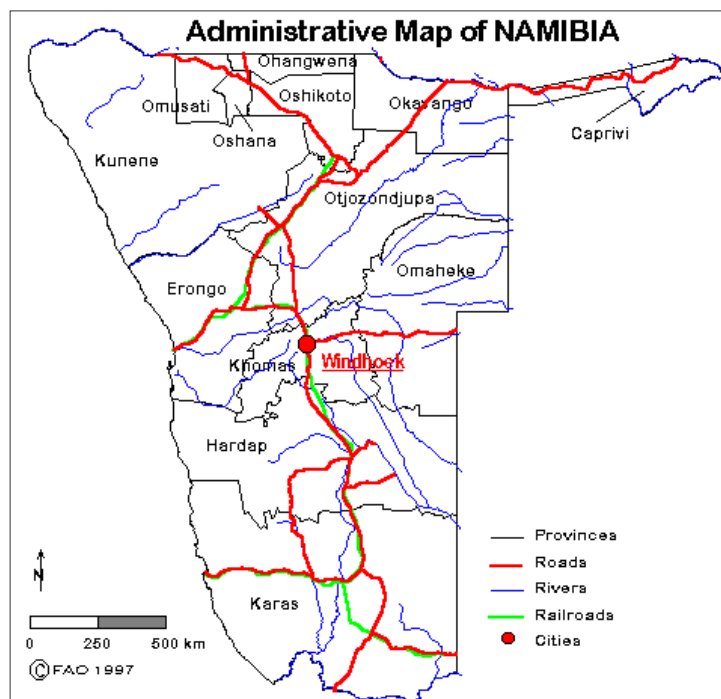 Administrative Map of NAMIBIA
Ohangwena
Omusati
Oshikoto
Okavango
Oshana
Caprivi
Kunene
Otjozondjupa
Omaheke
Erongo
Khomas
Windhoek
Hardap
Karas
N
0 250 500 km
© FAO 1997
Provinces
Roads
Rivers
Railroads
Cities